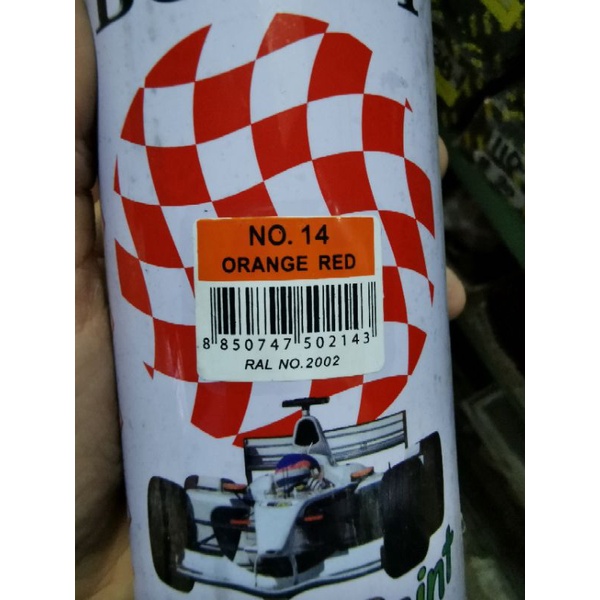 NO. 14
ORANGE RED
8 850747 502143
RAL NO.2002